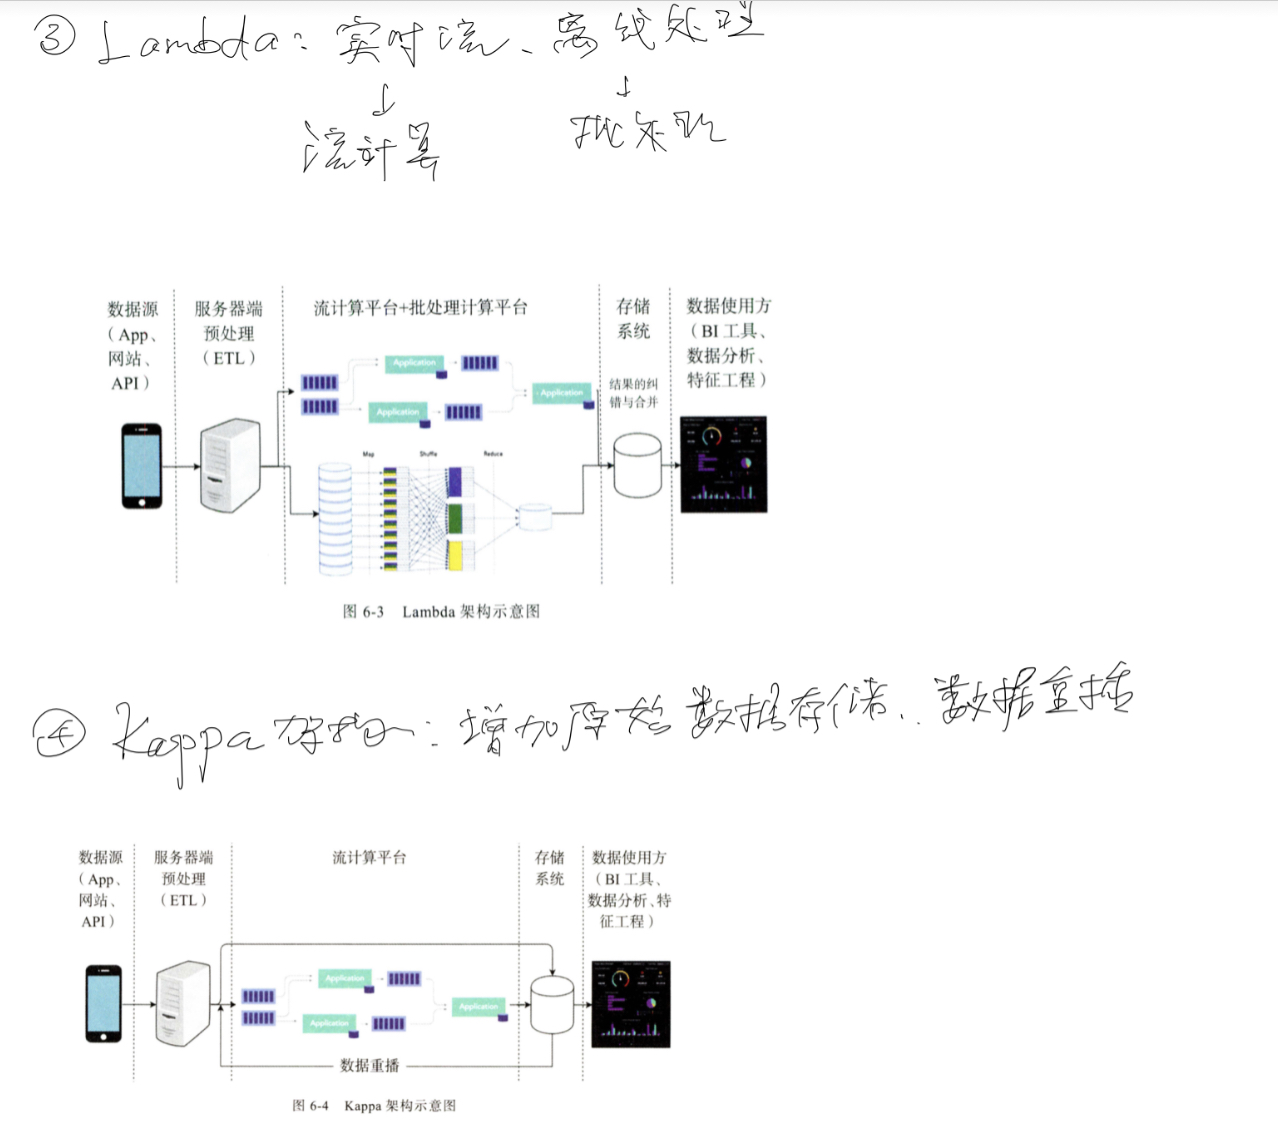 ③ Lambda：实时流、离线处理
↓ ↓
流计算 批处理
数据源
（App、
网站、
API）
服务器端
预处理
（ETL）
流计算平台+批处理计算平台
存储
系统
数据使用方
（BI 工具、
数据分析、
特征工程）
结果的纠
错与合并
Application
Application
Application
Map Shuffle Reduce
图 6-3 Lambda 架构示意图
④ Kappa架构：增加原始数据存储、数据重播
数据源
（App、
网站、
API）
服务器端
预处理
（ETL）
流计算平台
存储
系统
数据使用方
（BI 工具、
数据分析、特
征工程）
Application
Application
Application
数据重播
图 6-4 Kappa 架构示意图